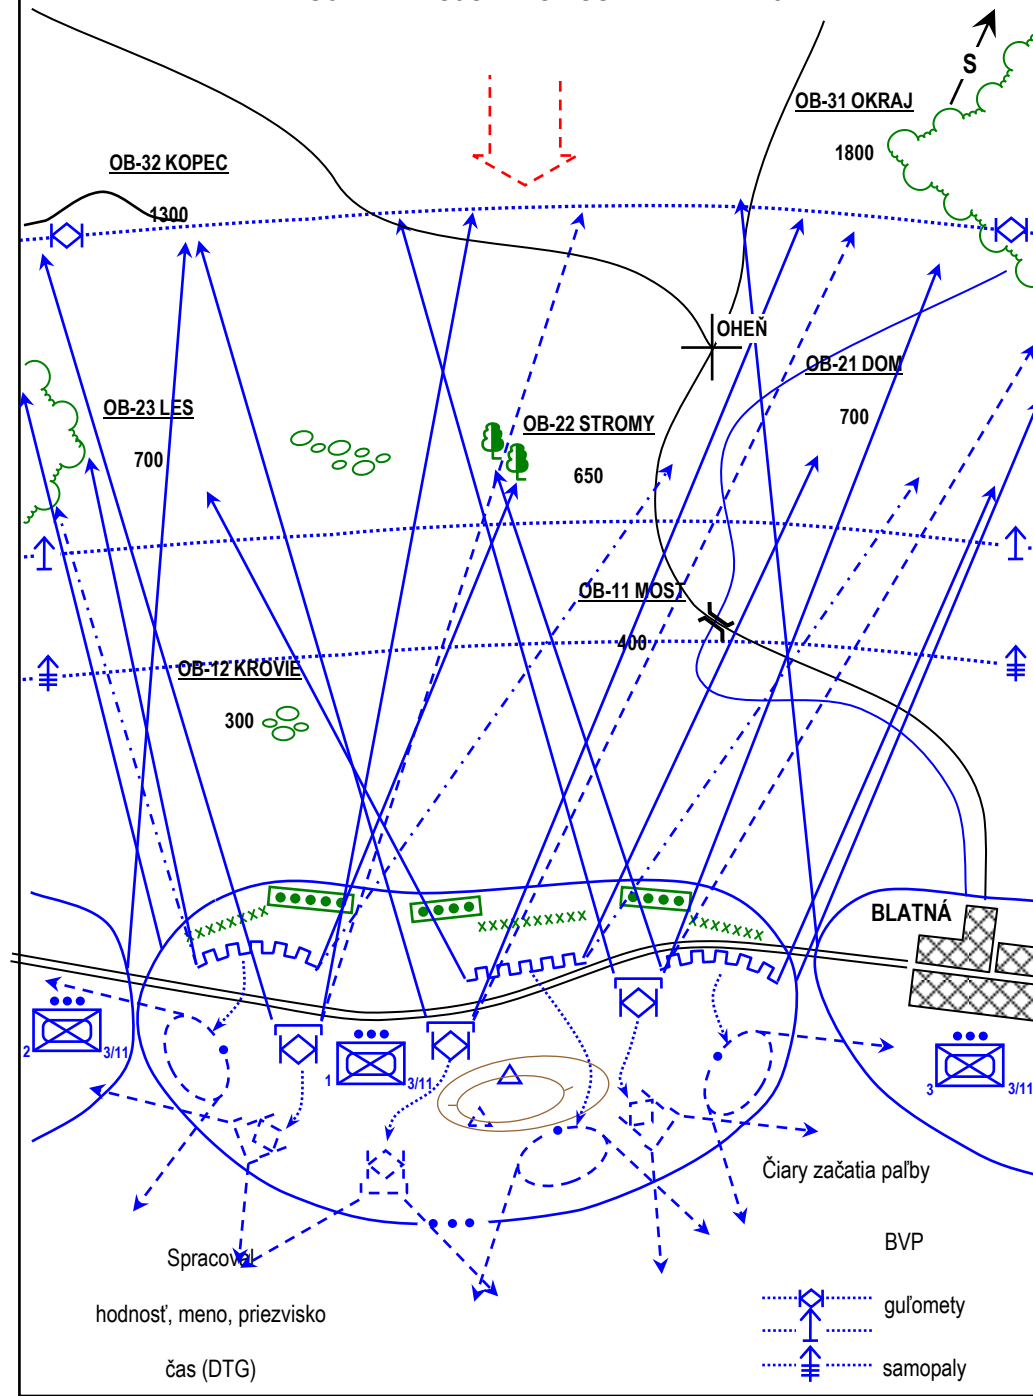 S
OB-31 OKRAJ
1800
OB-32 KOPEC
1300
OHEŇ
OB-21 DOM
700
OB-23 LES
700
OB-22 STROMY
650
OB-11 MOST
400
OB-12 KROVIE
300
BLATNÁ
2
3/11
1
3/11
3
3/11
Čiary začatia paľby
BVP
guľomety
samopaly
Spracoval
hodnosť, meno, priezvisko
čas (DTG)